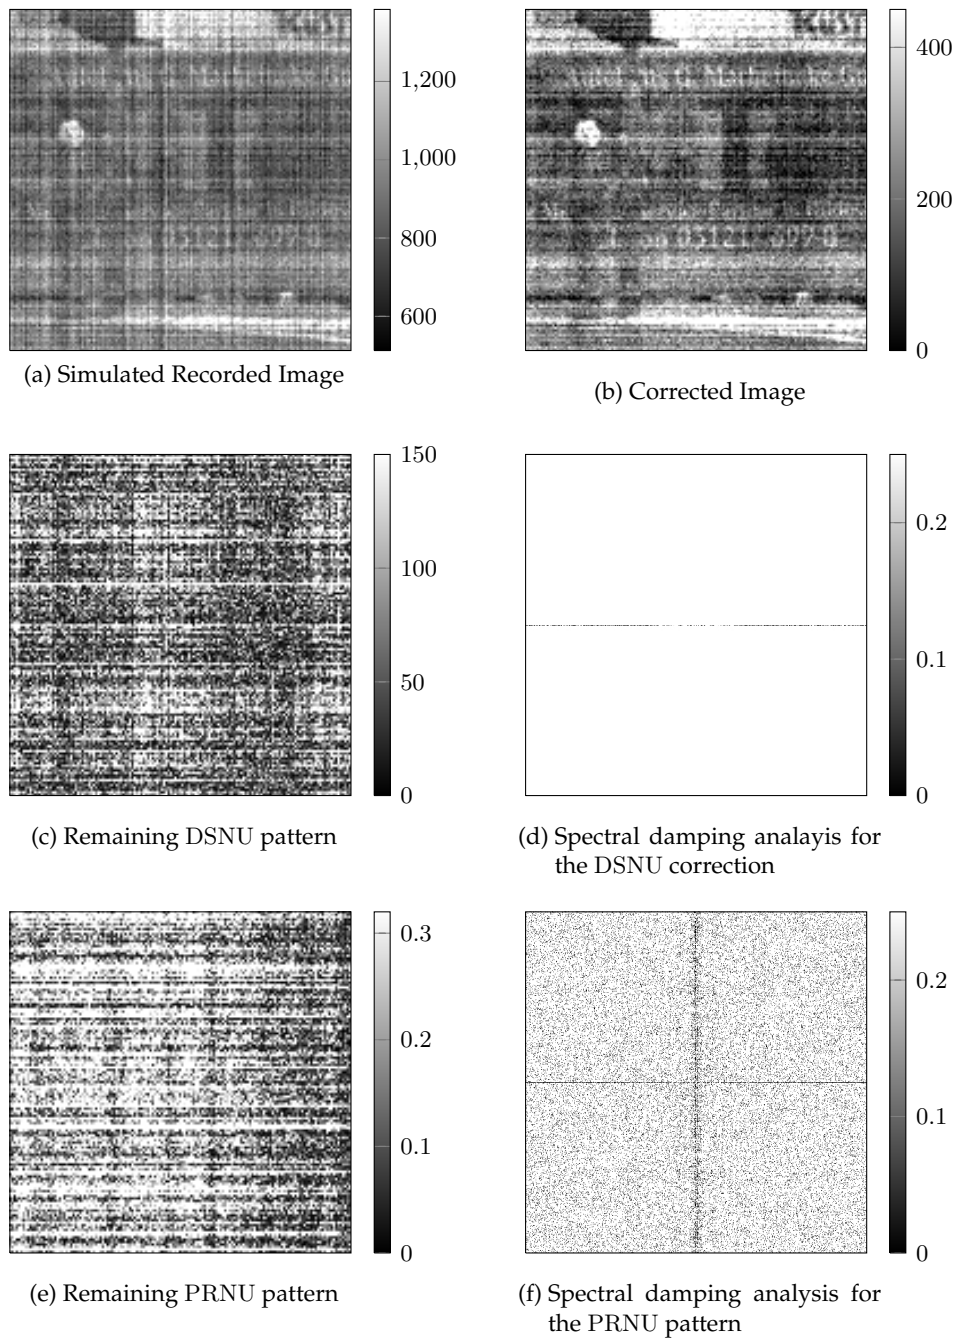 1,200
1,000
800
600
400
200
0
(a) Simulated Recorded Image
(b) Corrected Image
150
100
50
0
0.2
0.1
0
(c) Remaining DSNU pattern
(d) Spectral damping analayis for
the DSNU correction
0.3
0.2
0.1
0
0.2
0.1
0
(e) Remaining PRNU pattern
(f) Spectral damping analysis for
the PRNU pattern